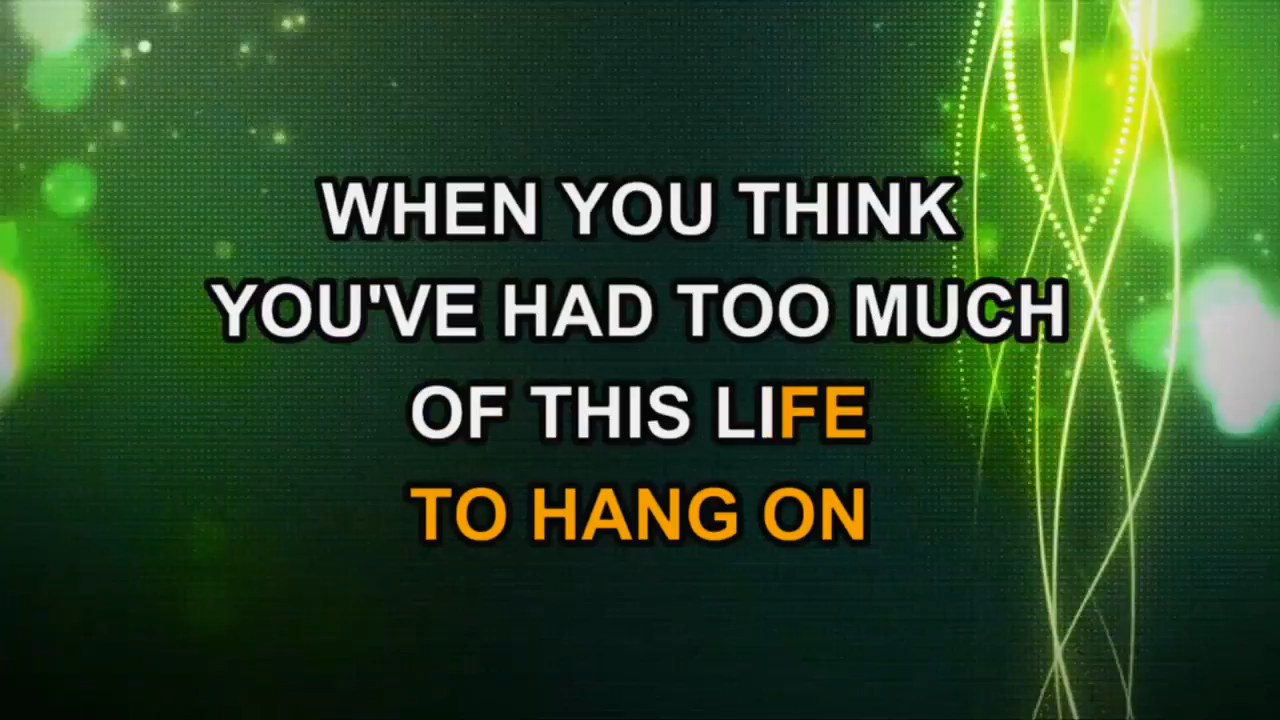 WHEN YOU THINK
YOU'VE HAD TOO MUCH
OF THIS LIFE
TO HANG ON